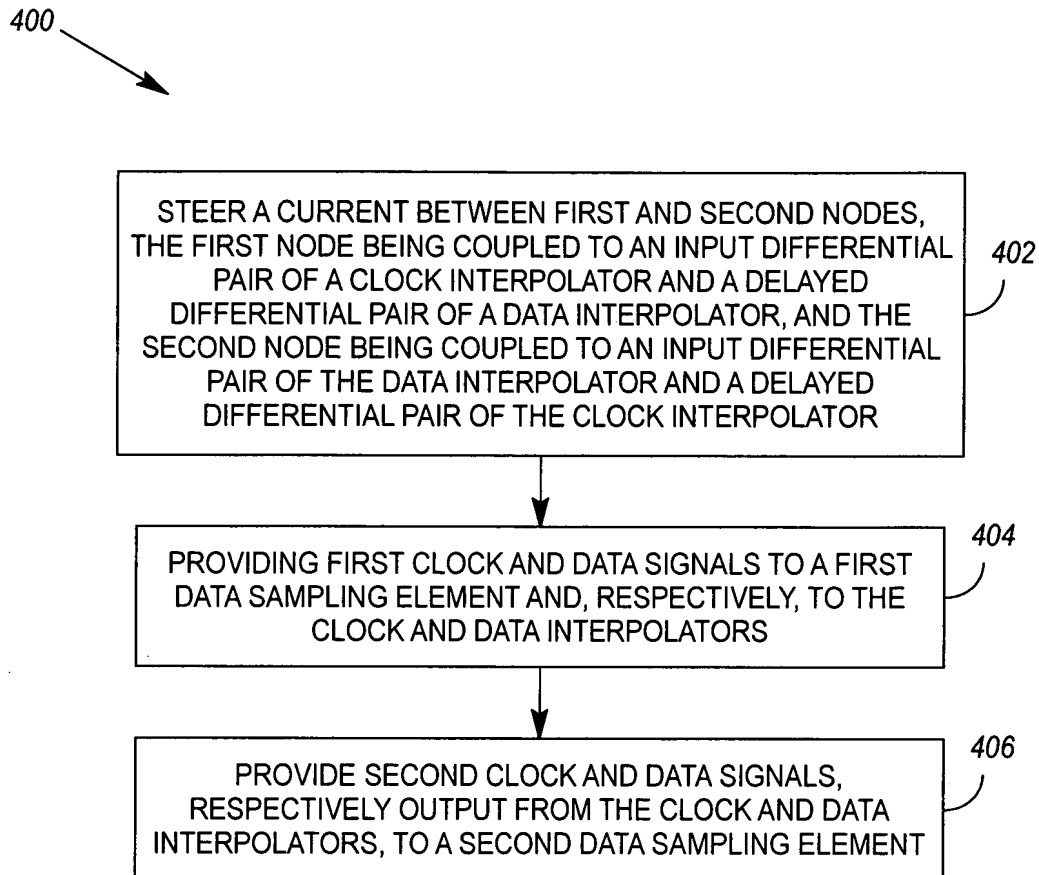 400
STEER A CURRENT BETWEEN FIRST AND SECOND NODES,
THE FIRST NODE BEING COUPLED TO AN INPUT DIFFERENTIAL
PAIR OF A CLOCK INTERPOLATOR AND A DELAYED
DIFFERENTIAL PAIR OF A DATA INTERPOLATOR, AND THE
SECOND NODE BEING COUPLED TO AN INPUT DIFFERENTIAL
PAIR OF THE DATA INTERPOLATOR AND A DELAYED
DIFFERENTIAL PAIR OF THE CLOCK INTERPOLATOR
402
PROVIDING FIRST CLOCK AND DATA SIGNALS TO A FIRST
DATA SAMPLING ELEMENT AND, RESPECTIVELY, TO THE
CLOCK AND DATA INTERPOLATORS
404
PROVIDE SECOND CLOCK AND DATA SIGNALS,
RESPECTIVELY OUTPUT FROM THE CLOCK AND DATA
INTERPOLATORS, TO A SECOND DATA SAMPLING ELEMENT
406